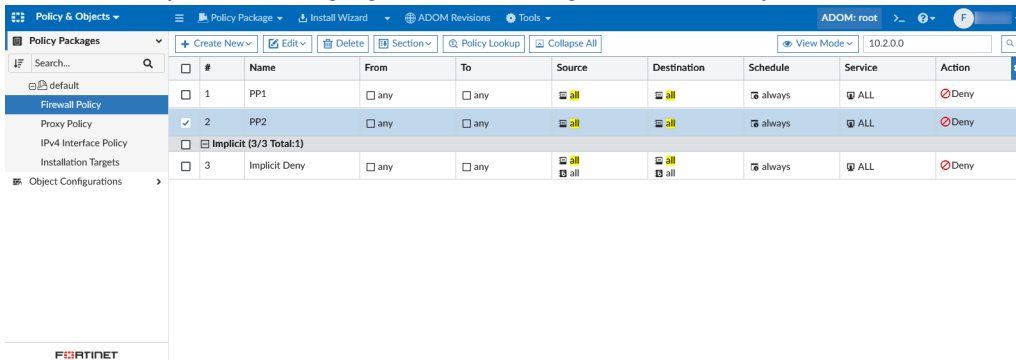 Policy & Objects
Policy Package Install Wizard ADOM Revisions Tools ADOM: root >_ F
Policy Packages
Create New Edit Delete Section Policy Lookup Collapse All View Mode 10.2.0.0
Search...
# Name From To Source Destination Schedule Service Action
default
1 PP1 any any all all always ALL Deny
Firewall Policy
Proxy Policy
2 PP2 any any all all always ALL Deny
IPv4 Interface Policy
Implicit (3/3 Total:1)
Installation Targets
3 Implicit Deny any any all all always ALL Deny
all all
Object Configurations
FORTINET